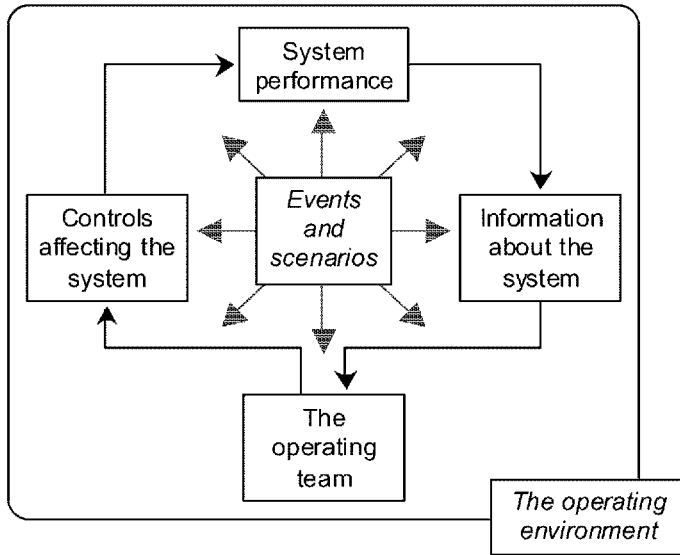 System
performance
Controls
affecting the
system
Events
and
scenarios
Information
about the
system
The
operating
team
The operating
environment